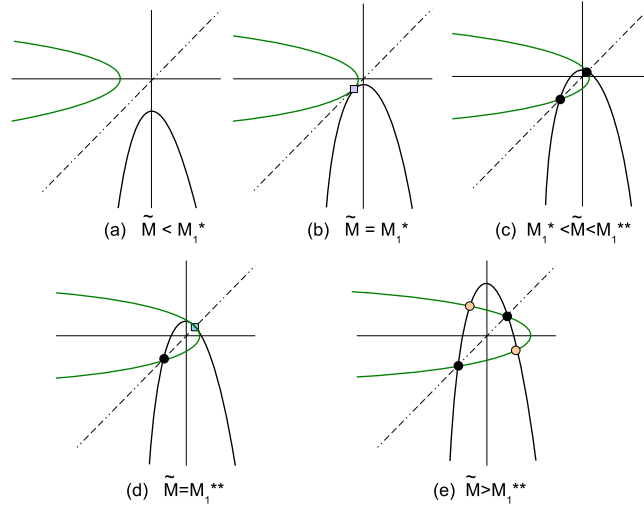 (a) M̃ < M₁*
(b) M̃ = M₁*
(c) M₁* <M̃<M₁**
(d) M̃=M₁**
(e) M̃>M₁**